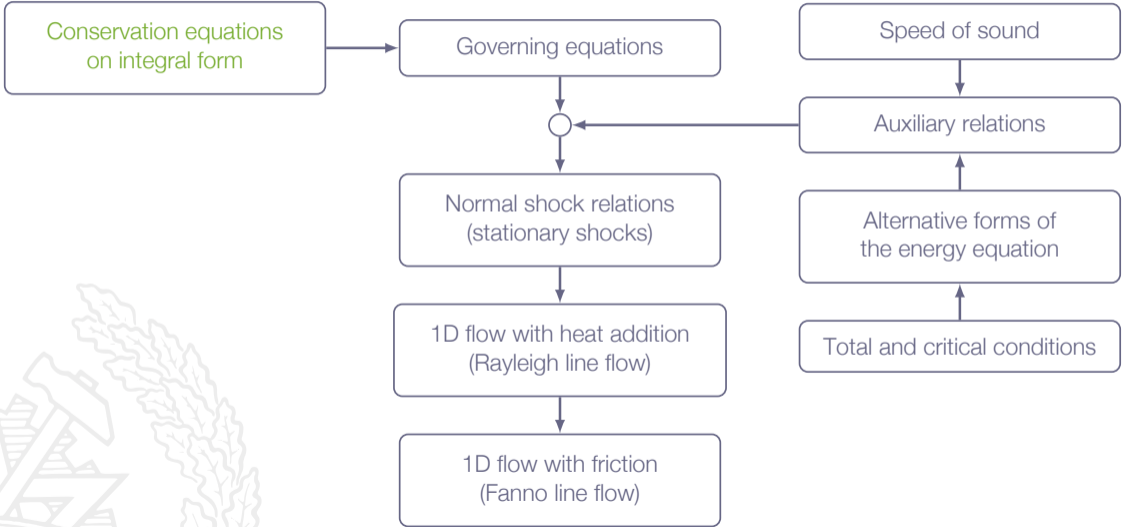 Conservation equations
on integral form
Governing equations
Speed of sound
Auxiliary relations
Normal shock relations
(stationary shocks)
Alternative forms of
the energy equation
1D flow with heat addition
(Rayleigh line flow)
Total and critical conditions
1D flow with friction
(Fanno line flow)